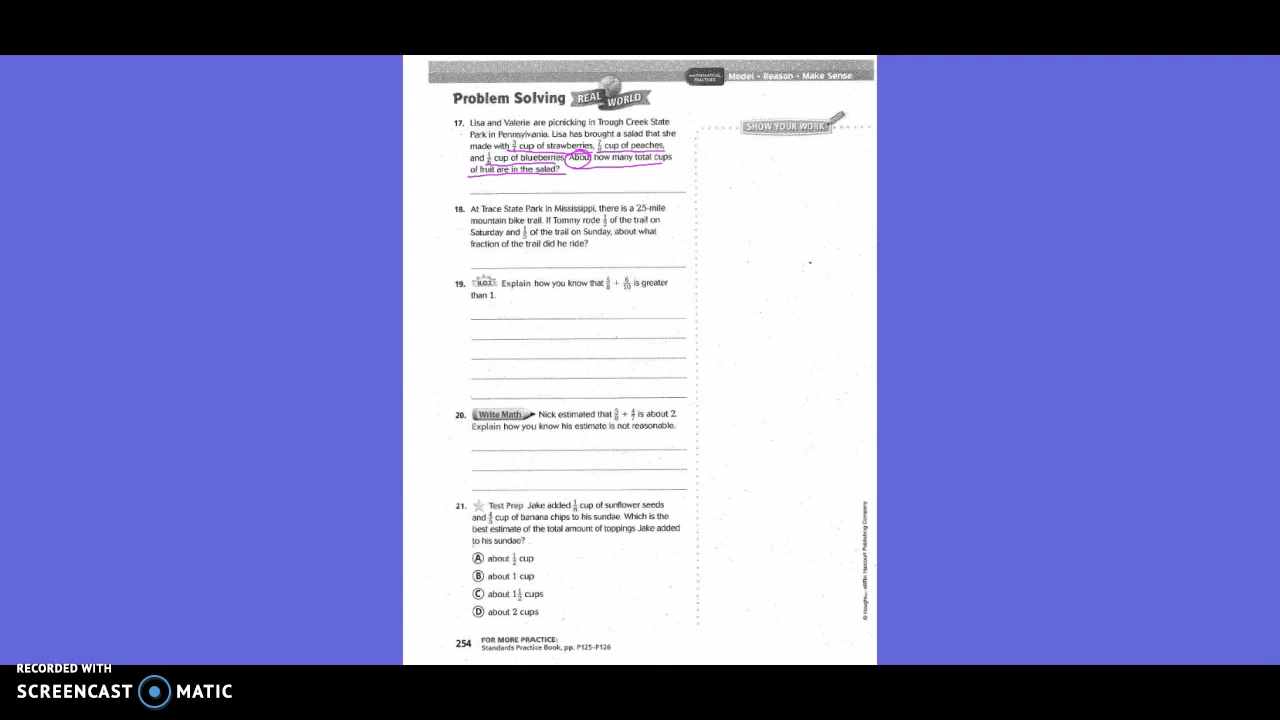 MATHEMATICAL PRACTICES Model • Reason • Make Sense
Problem Solving REAL WORLD
SHOW YOUR WORK
17. Lisa and Valerie are picnicking in Trough Creek State
Park in Pennsylvania. Lisa has brought a salad that she
made with cup of strawberries, 7/8 cup of peaches,
and cup of blueberries. About how many total cups
of fruit are in the salad?
18. At Trace State Park in Mississippi, there is a 25-mile
mountain bike trail. If Tommy rode 1/2 of the trail on
Saturday and 1/5 of the trail on Sunday, about what
fraction of the trail did he ride?
19. H.O.T. Explain how you know that 5/8 + 6/10 is greater
than 1.
20. Write Math Nick estimated that 5/8 + 4/7 is about 2.
Explain how you know his estimate is not reasonable.
21. Test Prep Jake added 1/8 cup of sunflower seeds
and 4/5 cup of banana chips to his sundae. Which is the
best estimate of the total amount of toppings Jake added
to his sundae?
A about 1/2 cup
B about 1 cup
C about 1 1/2 cups
D about 2 cups
254 FOR MORE PRACTICE:
Standards Practice Book, pp. P125–P126
Mifflin Harcourt Publishing Company
RECORDED WITH
SCREENCAST MATIC